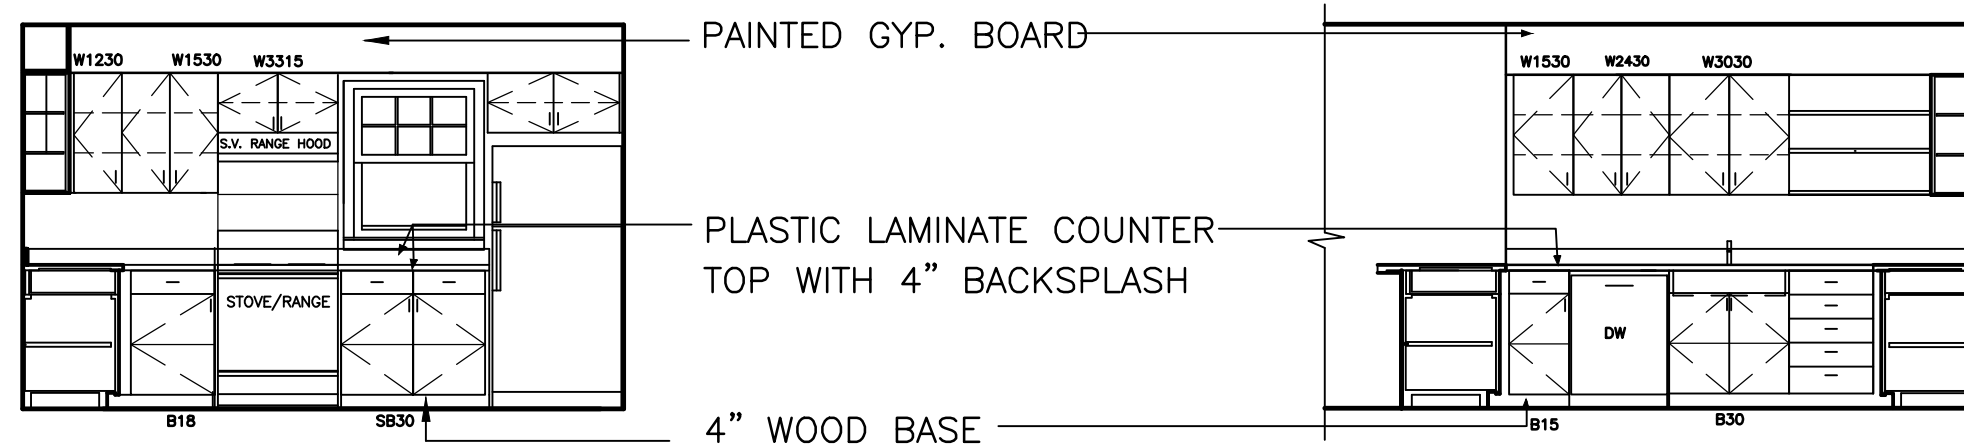 PAINTED GYP. BOARD
W1230 W1530 W3315
W1530 W2430 W3030
S.V. RANGE HOOD
PLASTIC LAMINATE COUNTER
TOP WITH 4” BACKSPLASH
STOVE/RANGE
DW
B18 SB30
4” WOOD BASE
B15 B30